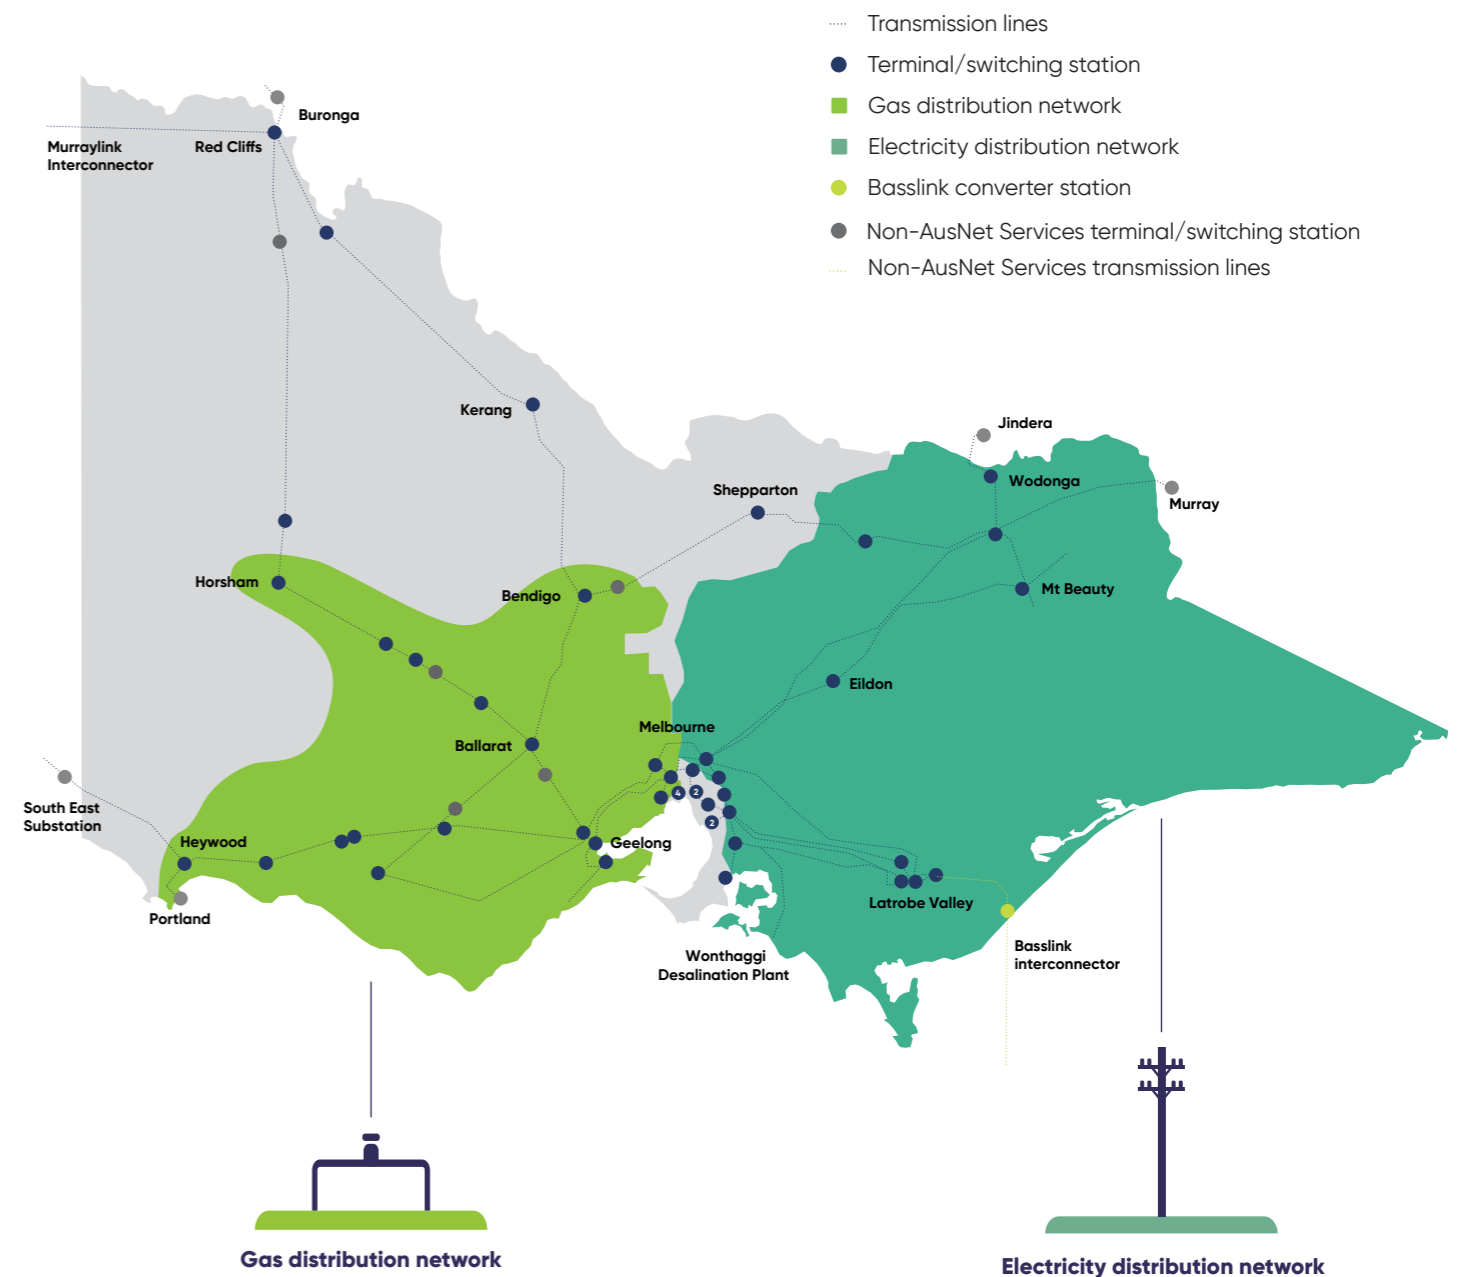 Transmission lines
Terminal/switching station
Gas distribution network
Electricity distribution network
Basslink converter station
Non-AusNet Services terminal/switching station
Non-AusNet Services transmission lines
Buronga
Murraylink
Interconnector
Red Cliffs
Kerang
Jindera
Wodonga
Shepparton
Murray
Horsham
Bendigo
Mt Beauty
Eildon
Melbourne
Ballarat
4
2
2
South East
Substation
Heywood
Geelong
Latrobe Valley
Portland
Basslink
interconnector
Wonthaggi
Desalination Plant
Gas distribution network
Electricity distribution network